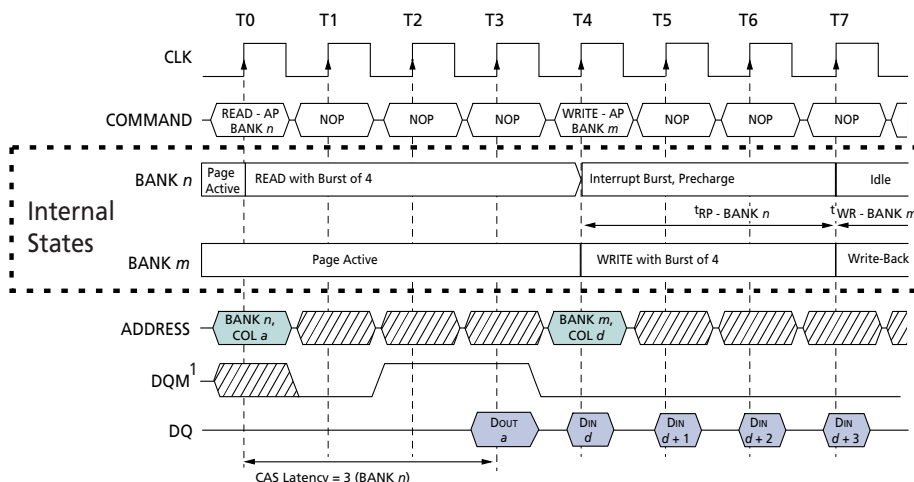 T0 T1 T2 T3 T4 T5 T6 T7
CLK
COMMAND
READ - AP
BANK n
NOP
NOP
NOP
WRITE - AP
BANK m
NOP
NOP
NOP
Internal
States
BANK n
Page
Active
READ with Burst of 4
Interrupt Burst, Precharge
Idle
tRP - BANK n
tWR - BANK m
BANK m
Page Active
WRITE with Burst of 4
Write-Back
ADDRESS
BANK n,
COL a
BANK m,
COL d
DQM1
DQ
DOUT
a
DIN
d
DIN
d + 1
DIN
d + 2
DIN
d + 3
CAS Latency = 3 (BANK n)